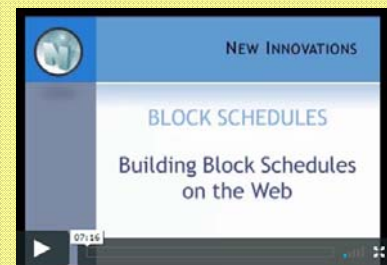 NEW INNOVATIONS
BLOCK SCHEDULES
Building Block Schedules
on the Web
07:16